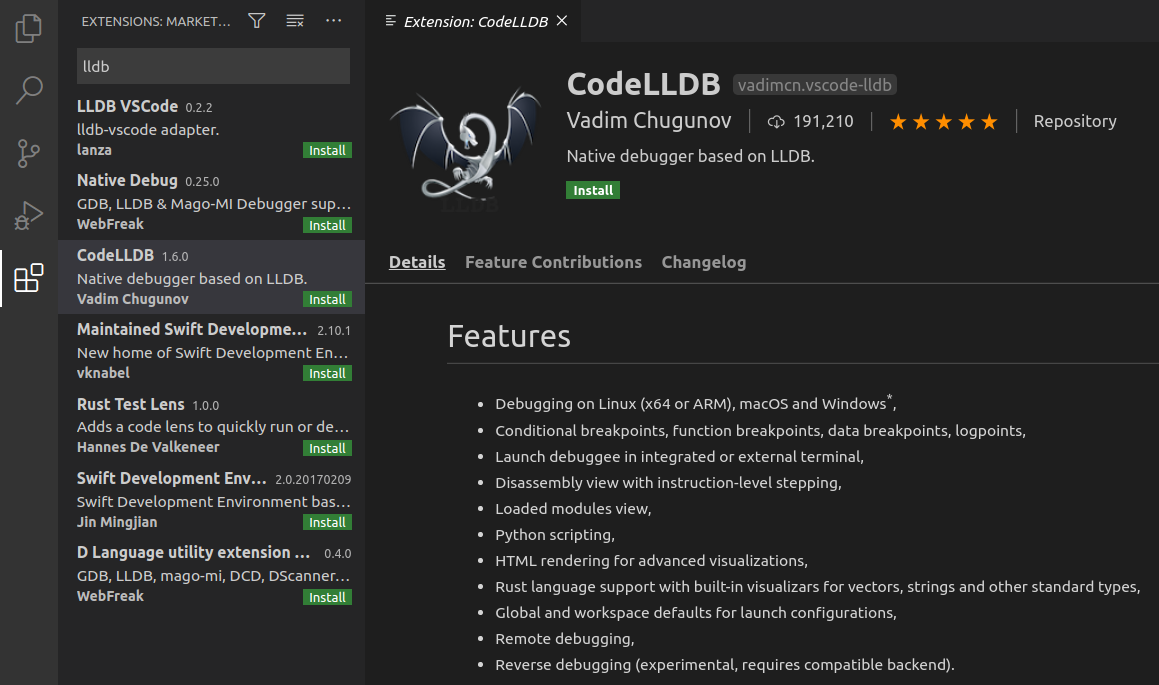 EXTENSIONS: MARKET...
lldb
LLDB VSCode 0.2.2
lldb-vscode adapter.
lanza Install
Native Debug 0.25.0
GDB, LLDB & Mago-MI Debugger sup...
WebFreak Install
CodeLLDB 1.6.0
Native debugger based on LLDB.
Vadim Chugunov Install
Maintained Swift Developme... 2.10.1
New home of Swift Development En...
vknabel Install
Rust Test Lens 1.0.0
Adds a code lens to quickly run or de...
Hannes De Valkeneer Install
Swift Development Env... 2.0.20170209
Swift Development Environment bas...
Jin Mingjian Install
D Language utility extension ... 0.4.0
GDB, LLDB, mago-mi, DCD, DScanner...
WebFreak Install
Extension: CodeLLDB
LLDB
CodeLLDB vadimcn.vscode-lldb
Vadim Chugunov 191,210 Repository
Native debugger based on LLDB.
Install
Details Feature Contributions Changelog
Features
• Debugging on Linux (x64 or ARM), macOS and Windows*,
• Conditional breakpoints, function breakpoints, data breakpoints, logpoints,
• Launch debuggee in integrated or external terminal,
• Disassembly view with instruction-level stepping,
• Loaded modules view,
• Python scripting,
• HTML rendering for advanced visualizations,
• Rust language support with built-in visualizars for vectors, strings and other standard types,
• Global and workspace defaults for launch configurations,
• Remote debugging,
• Reverse debugging (experimental, requires compatible backend).